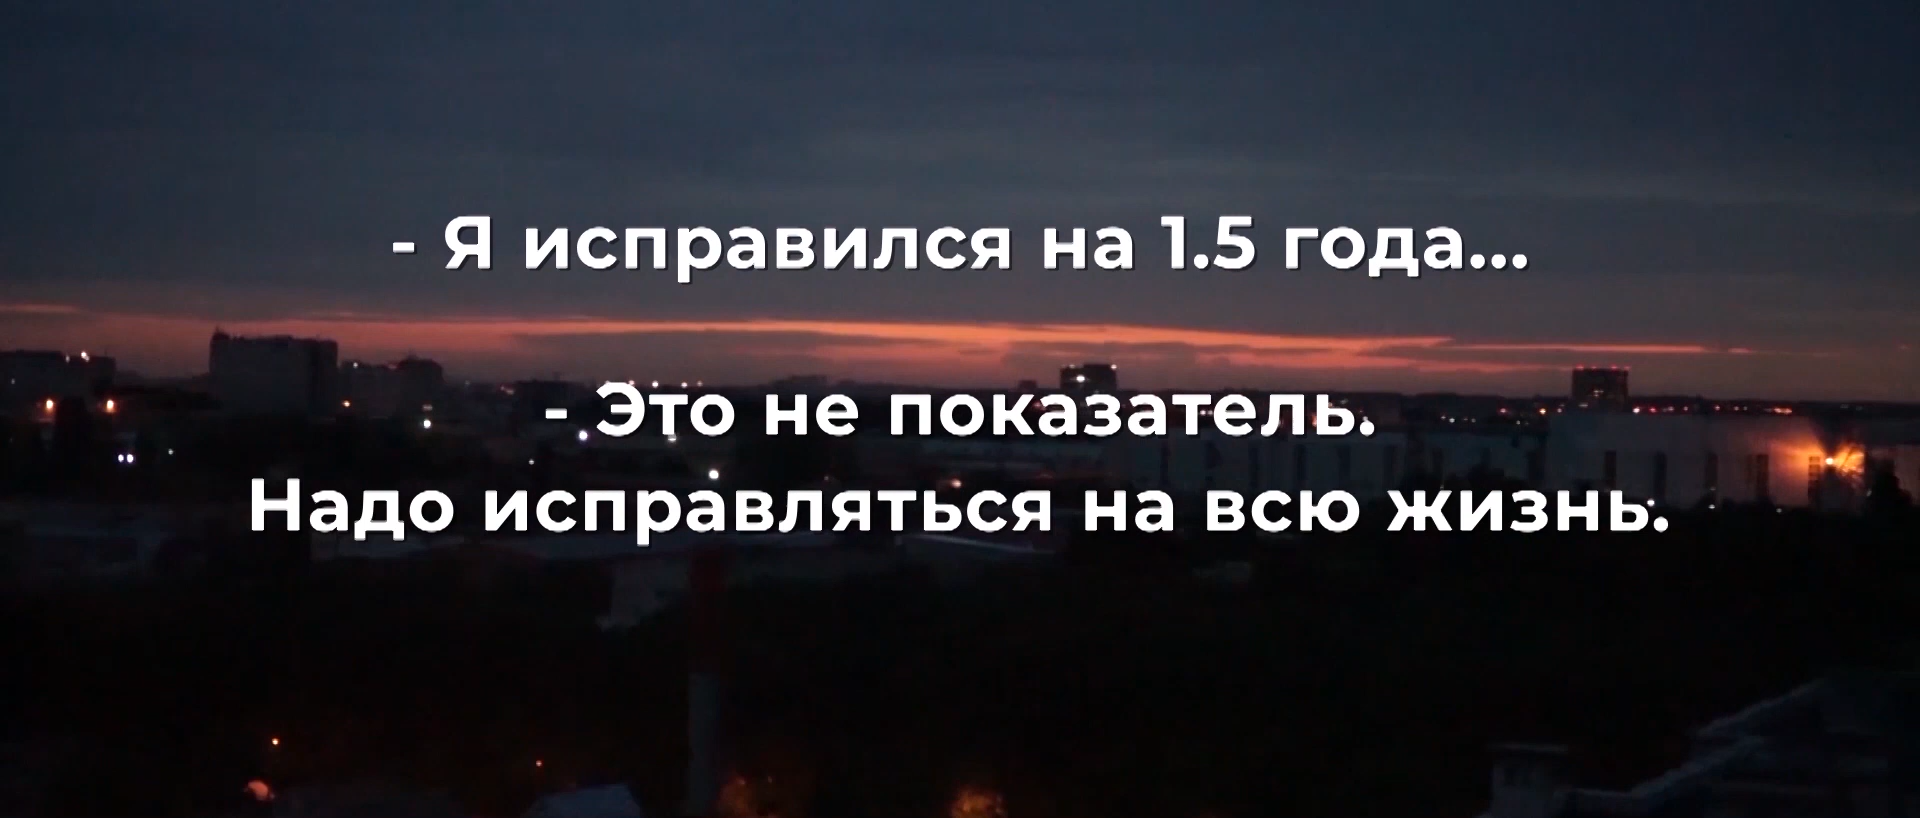 - Я исправился на 1.5 года...
- Это не показатель.
Надо исправляться на всю жизнь.